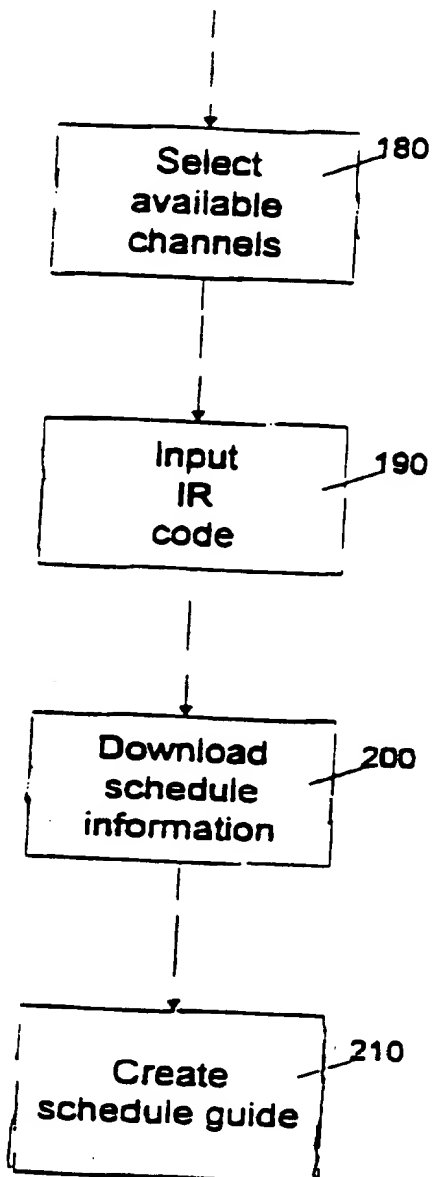 180
Select
available
channels
190
Input
IR
code
200
Download
schedule
information
210
Create
schedule guide